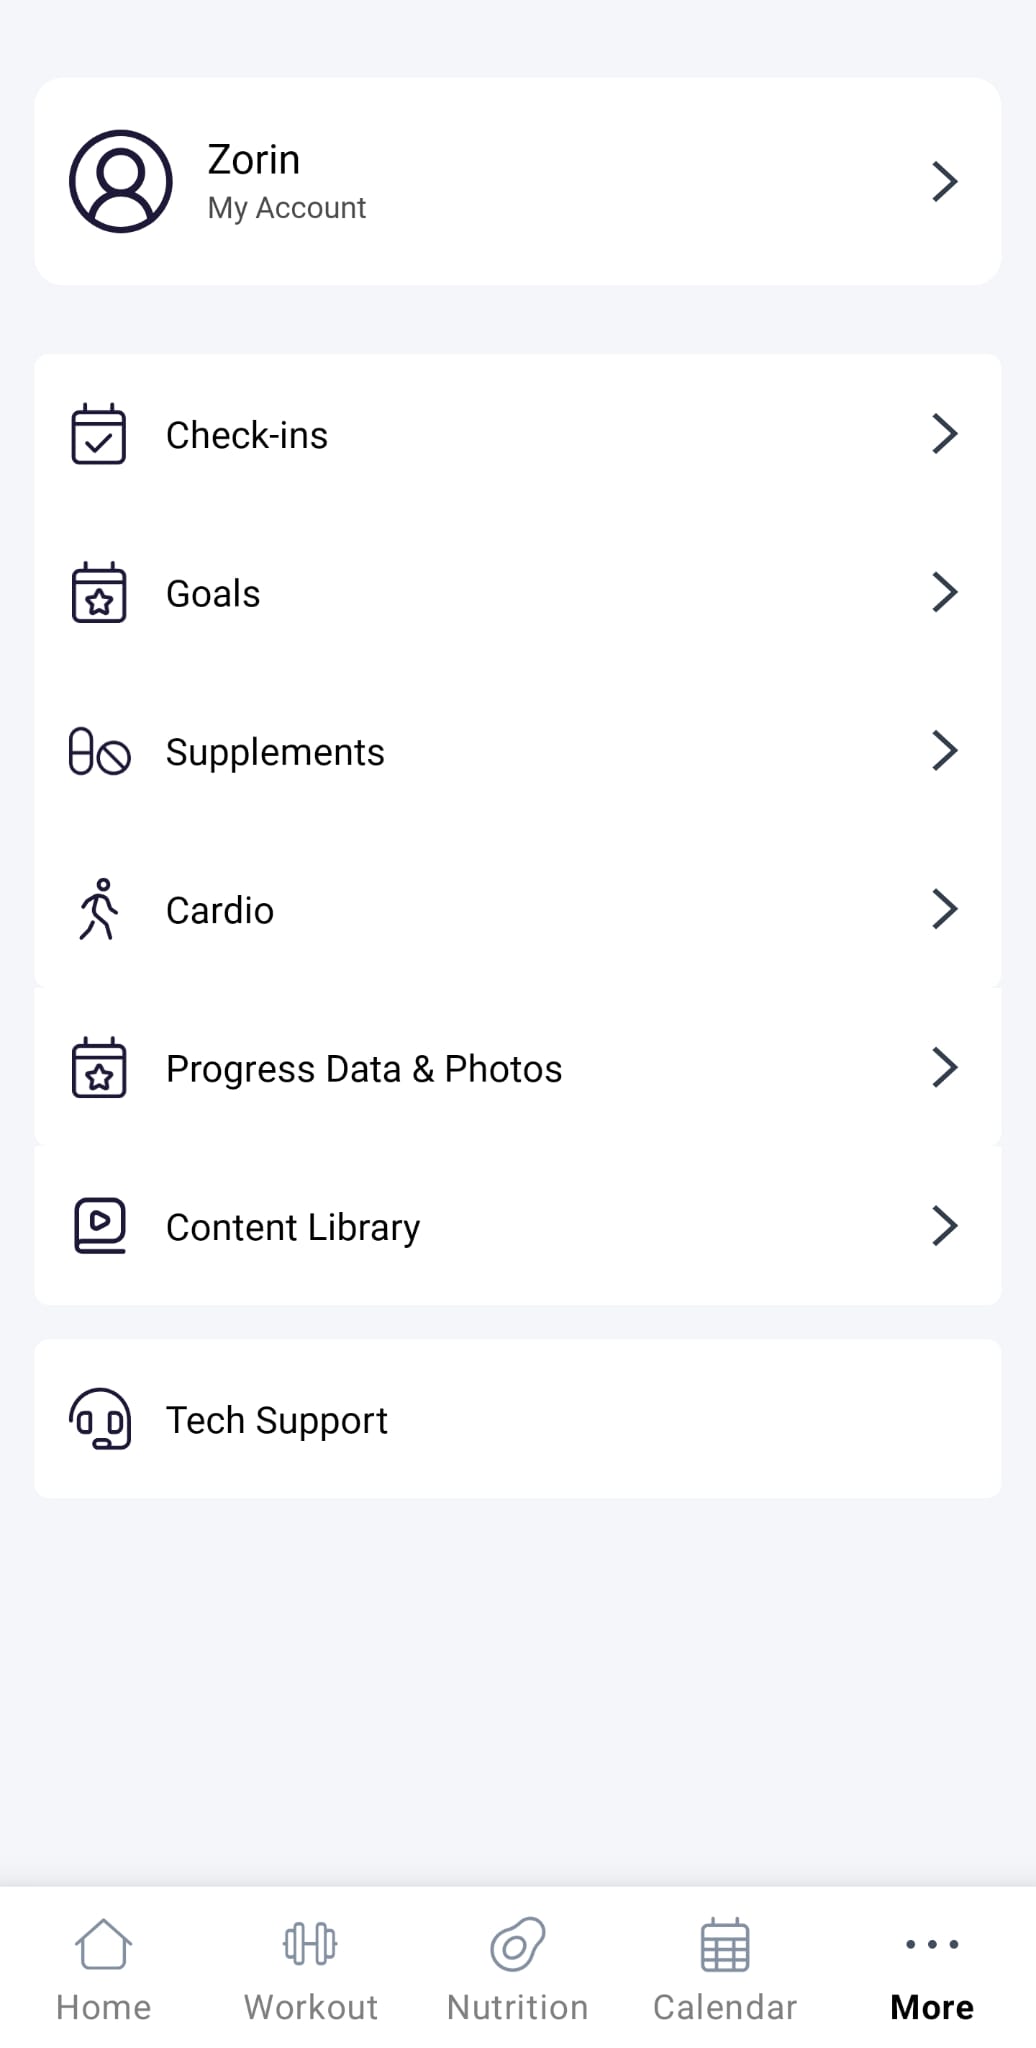 Zorin
My Account
Check-ins
Goals
Supplements
Cardio
Progress Data & Photos
Content Library
Tech Support
Home
Workout
Nutrition
Calendar
More